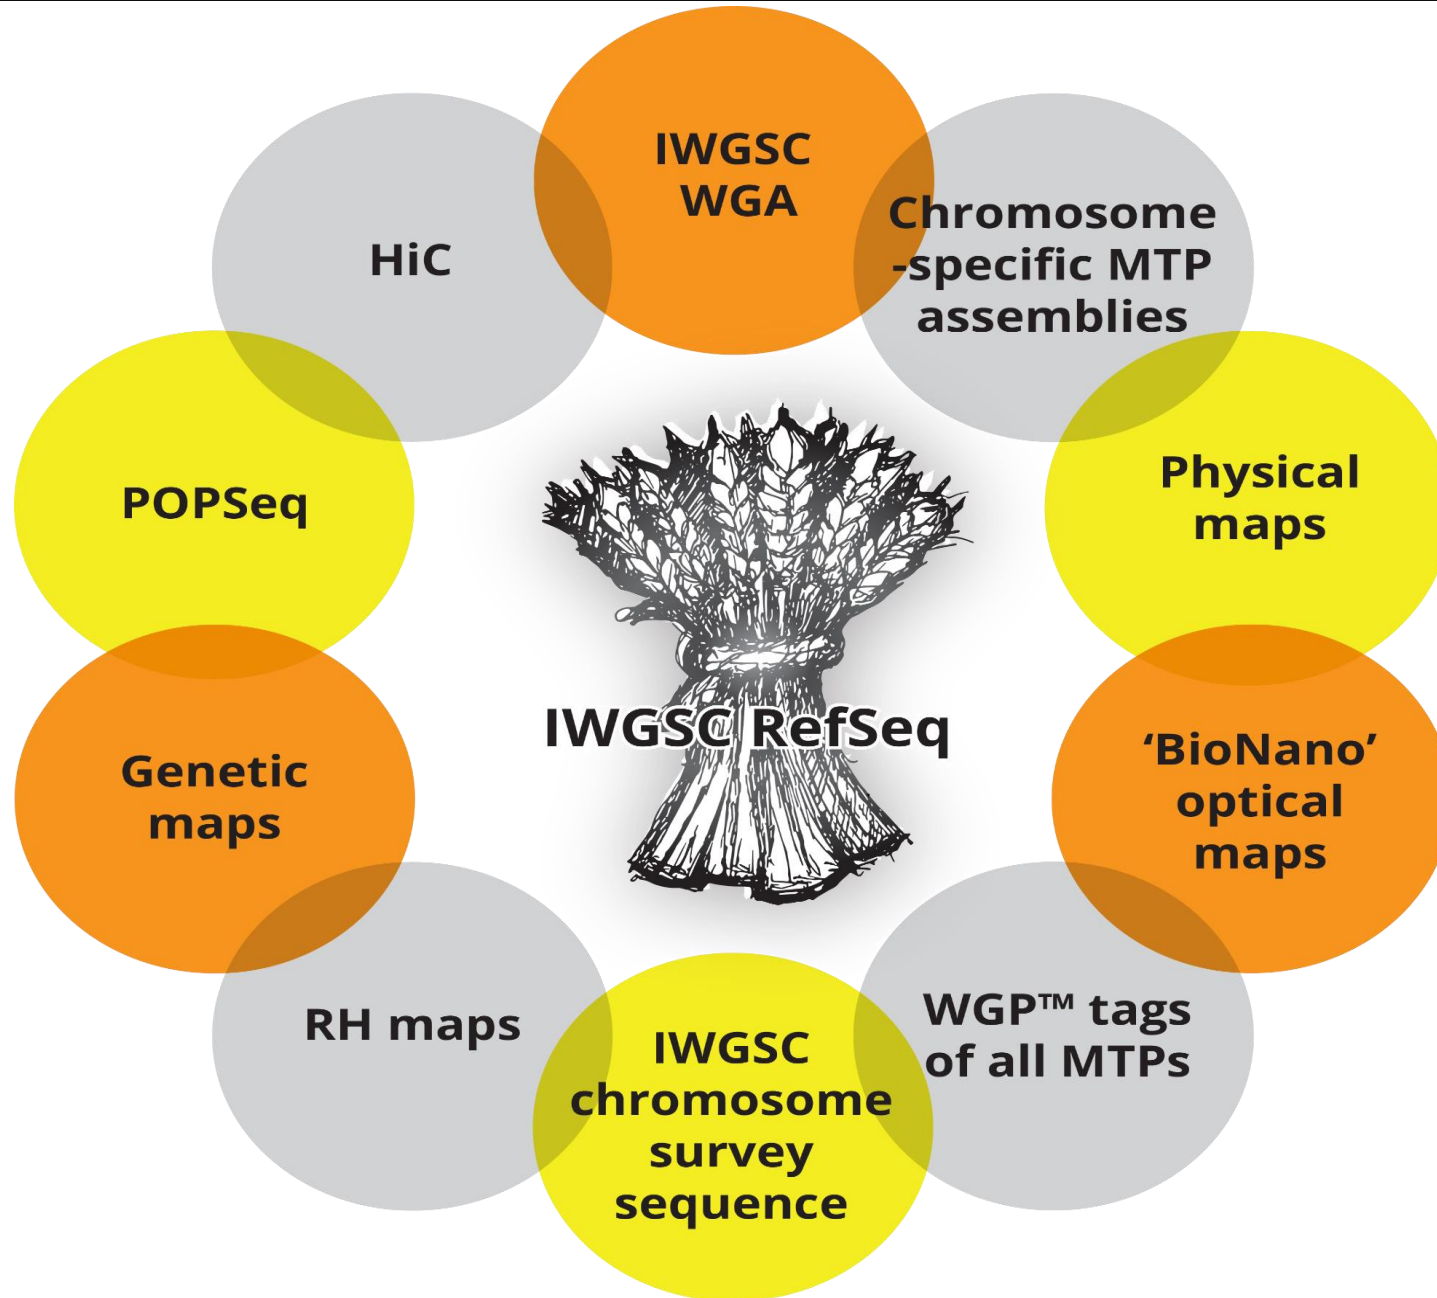 IWGSC
WGA
Chromosome
-specific MTP
assemblies
Physical
maps
‘BioNano’
optical
maps
WGP™ tags
of all MTPs
IWGSC
chromosome
survey
sequence
RH maps
Genetic
maps
POPSeq
HiC
IWGSC RefSeq